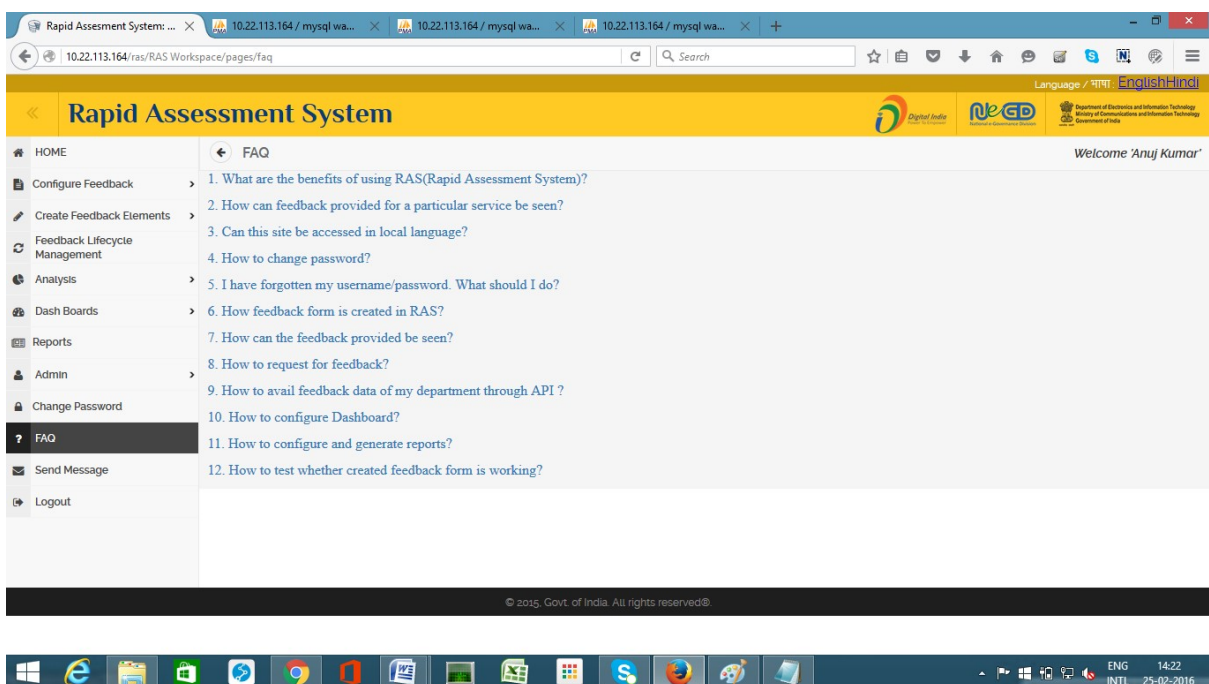 Rapid Assesment System: ...
10.22.113.164 / mysql wa...
10.22.113.164 / mysql wa...
10.22.113.164 / mysql wa...
10.22.113.164/ras/RAS Workspace/pages/faq
Search
Language / भाषा : EnglishHindi
Rapid Assessment System
Digital India
Power To Empower
NeGD
National e-Governance Division
Department of Electronics and Information Technology
Ministry of Communications and Information Technology
Government of India
HOME
FAQ
Welcome 'Anuj Kumar'
Configure Feedback
Create Feedback Elements
Feedback Lifecycle
Management
Analysis
Dash Boards
Reports
Admin
Change Password
? FAQ
Send Message
Logout
1. What are the benefits of using RAS(Rapid Assessment System)?
2. How can feedback provided for a particular service be seen?
3. Can this site be accessed in local language?
4. How to change password?
5. I have forgotten my username/password. What should I do?
6. How feedback form is created in RAS?
7. How can the feedback provided be seen?
8. How to request for feedback?
9. How to avail feedback data of my department through API ?
10. How to configure Dashboard?
11. How to configure and generate reports?
12. How to test whether created feedback form is working?
© 2015, Govt. of India. All rights reserved®.
ENG
INTL
14:22
25-02-2016